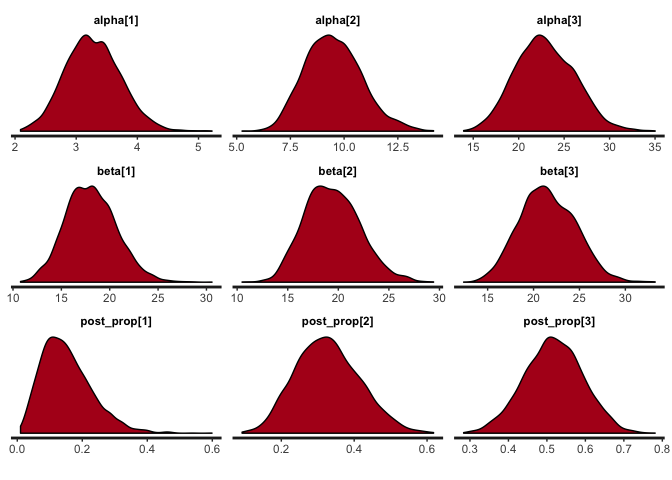 alpha[1] alpha[2] alpha[3]
2 3 4 5 5.0 7.5 10.0 12.5 15 20 25 30 35
beta[1] beta[2] beta[3]
10 15 20 25 30 10 15 20 25 30 15 20 25 30
post_prop[1] post_prop[2] post_prop[3]
0.0 0.2 0.4 0.6 0.2 0.4 0.6 0.3 0.4 0.5 0.6 0.7 0.8